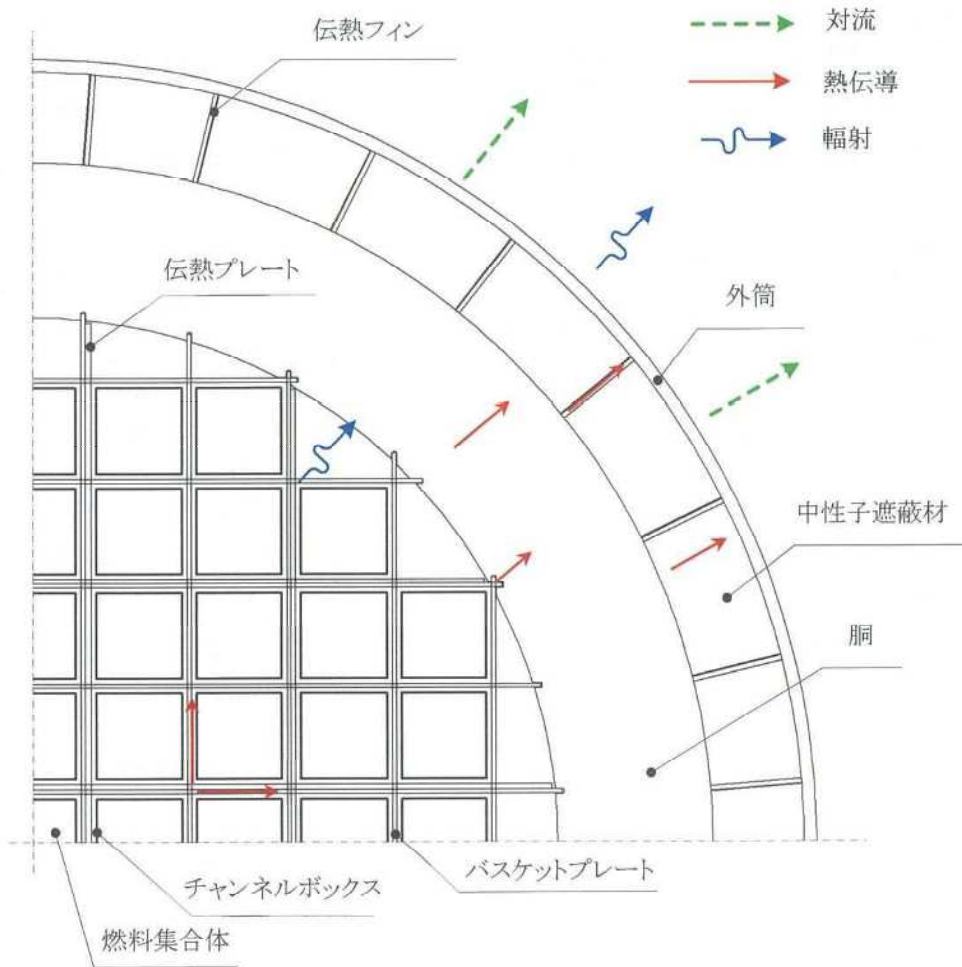 伝熱フィン
対流
熱伝導
輻射
伝熱プレート
外筒
中性子遮蔽材
胴
バスケットプレート
チャンネルボックス
燃料集合体